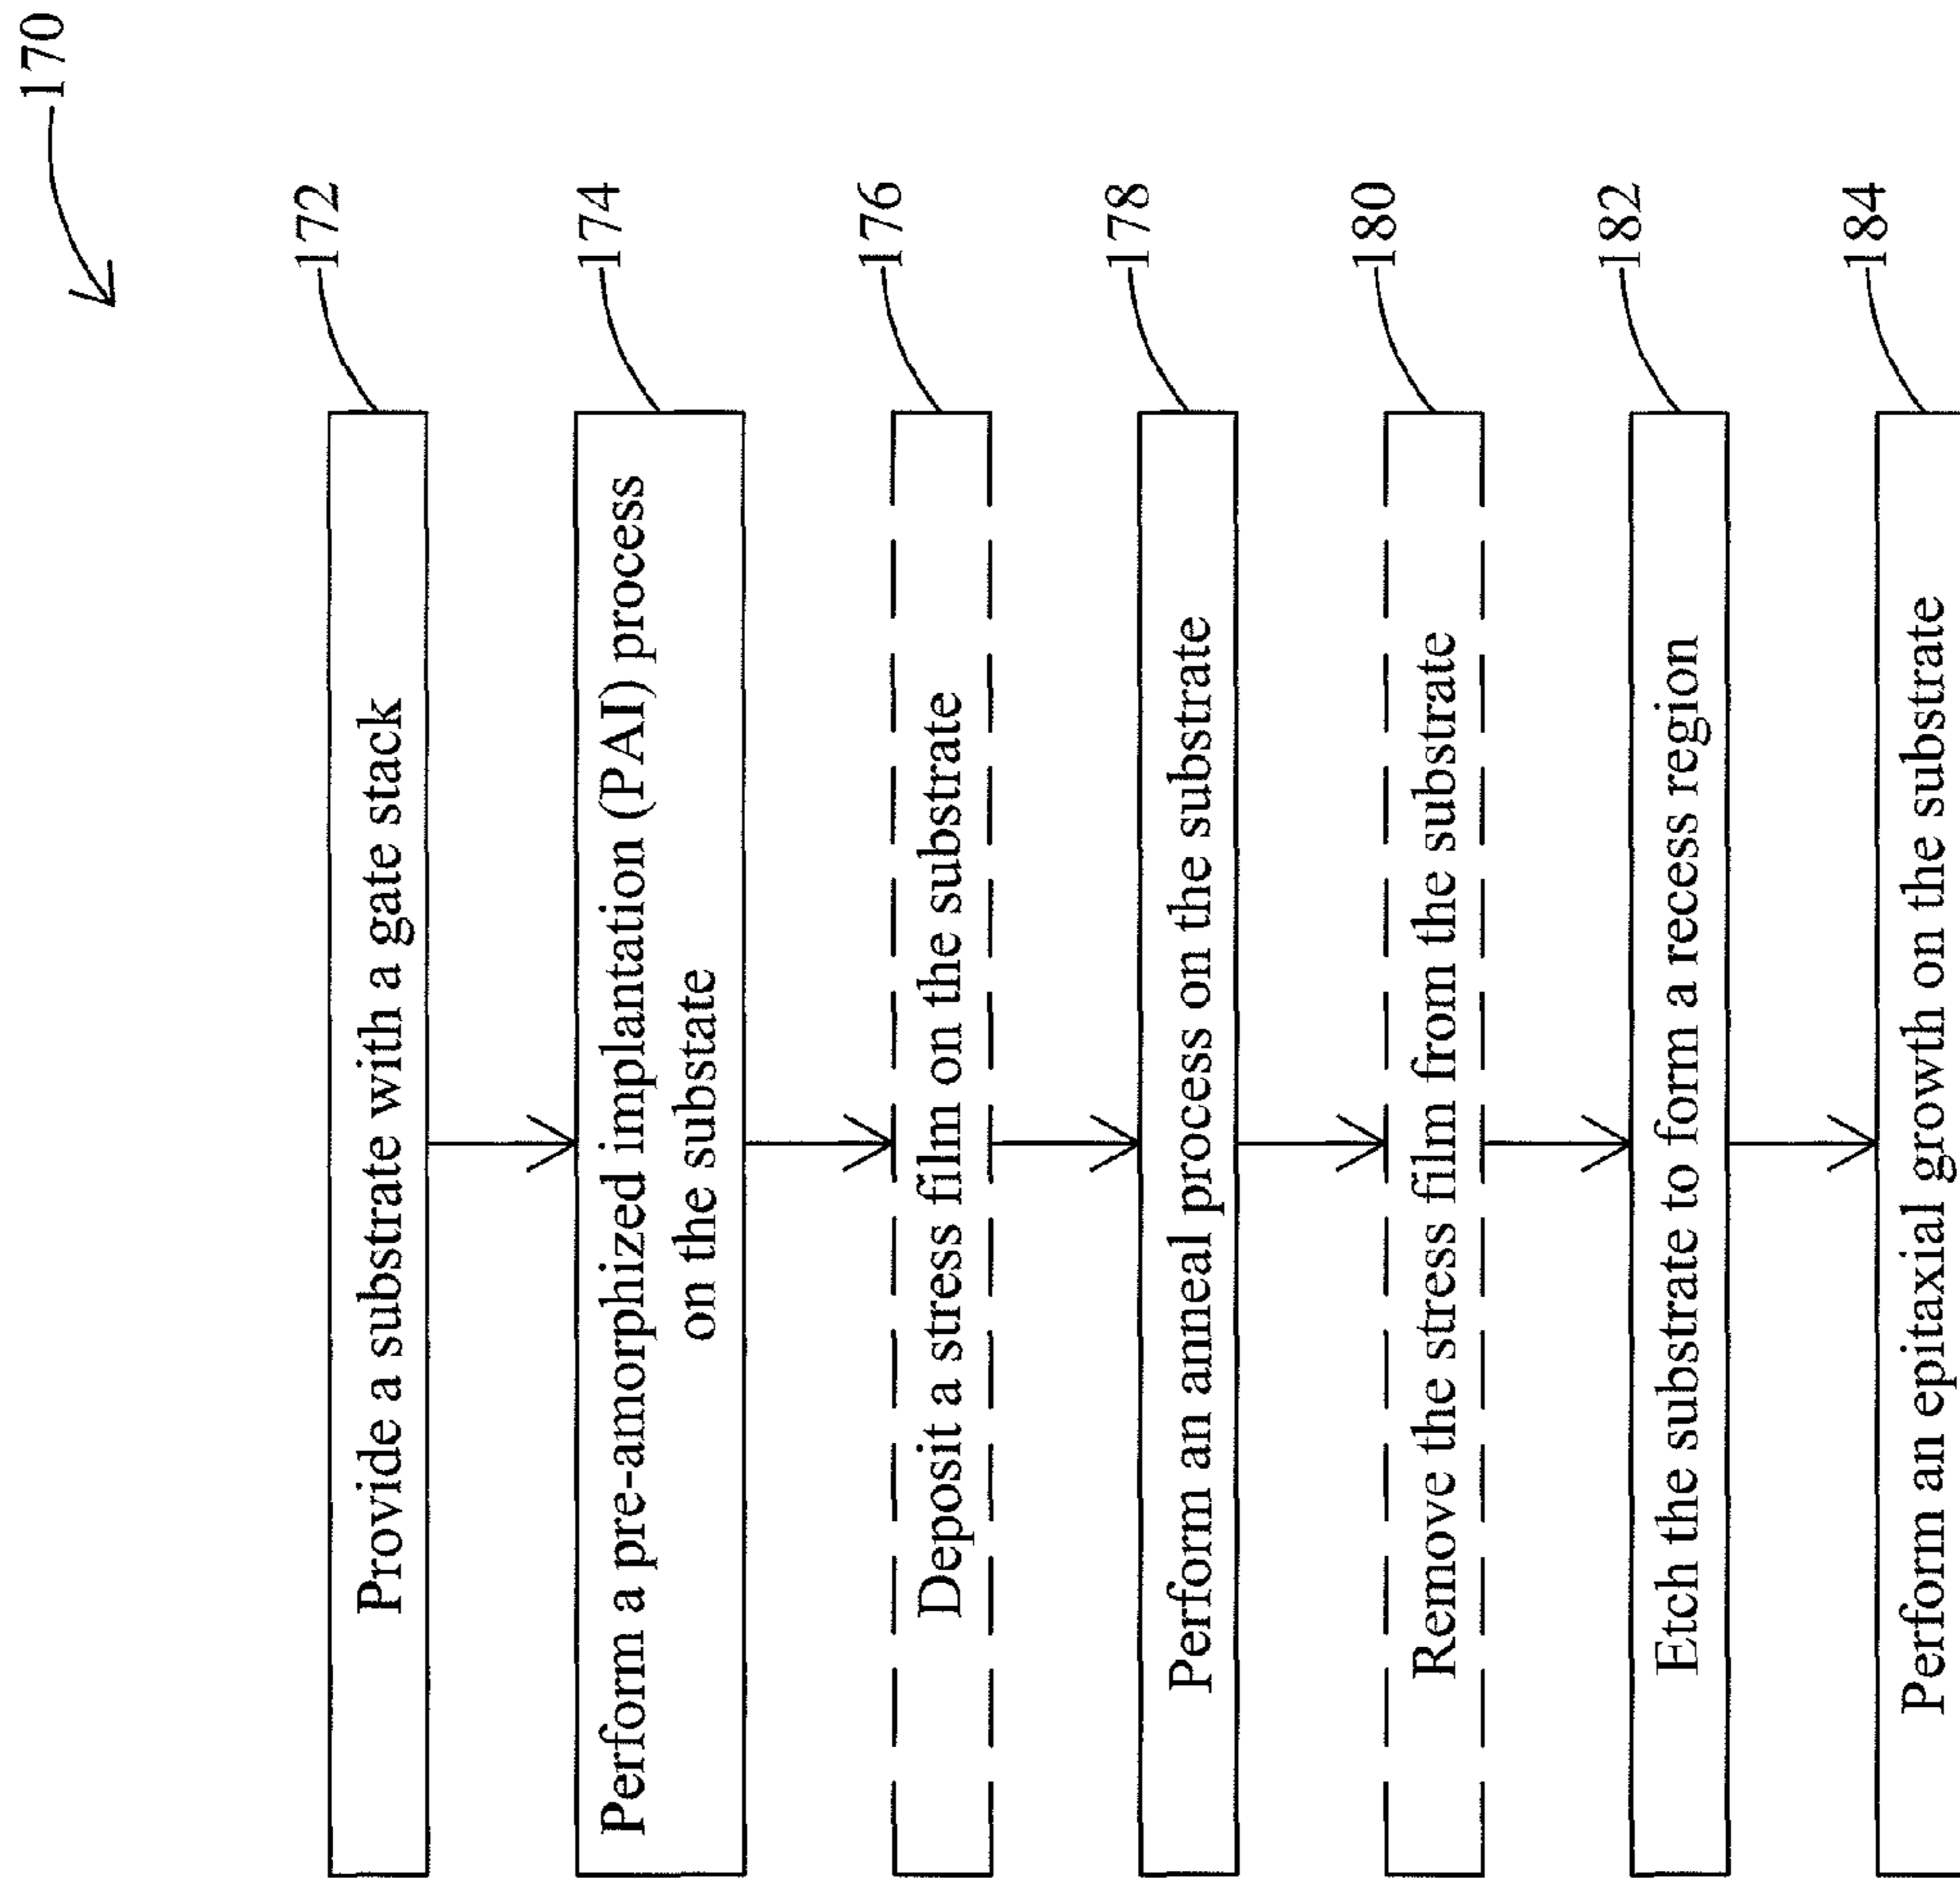 170
172
Provide a substrate with a gate stack
174
Perform a pre-amorphized implantation (PAI) process
on the substate
176
Deposit a stress film on the substrate
178
Perform an anneal process on the substrate
180
Remove the stress film from the substrate
182
Etch the substrate to form a recess region
184
Perform an epitaxial growth on the substrate